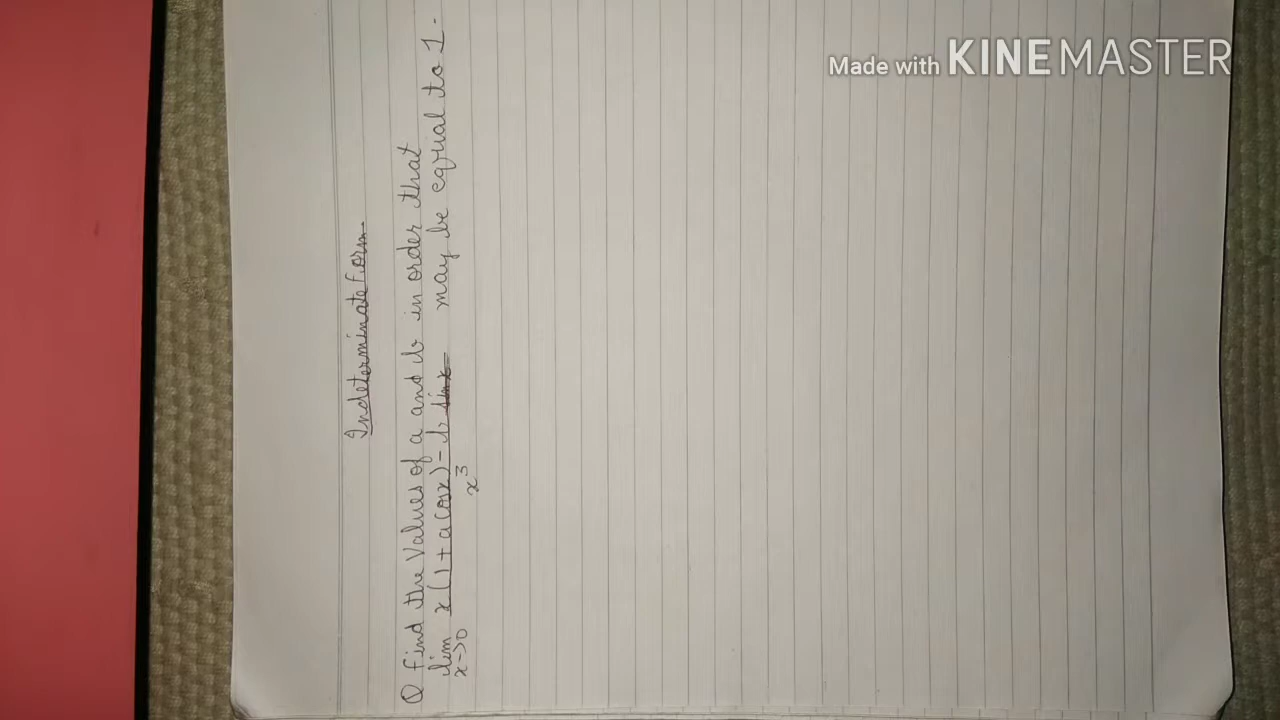 Made with KINEMASTER
Indeterminate Form
Q Find the values of a and b in order that
lim x→0 x(1+a cosx)-b sinx / x³ may be equal to 1.